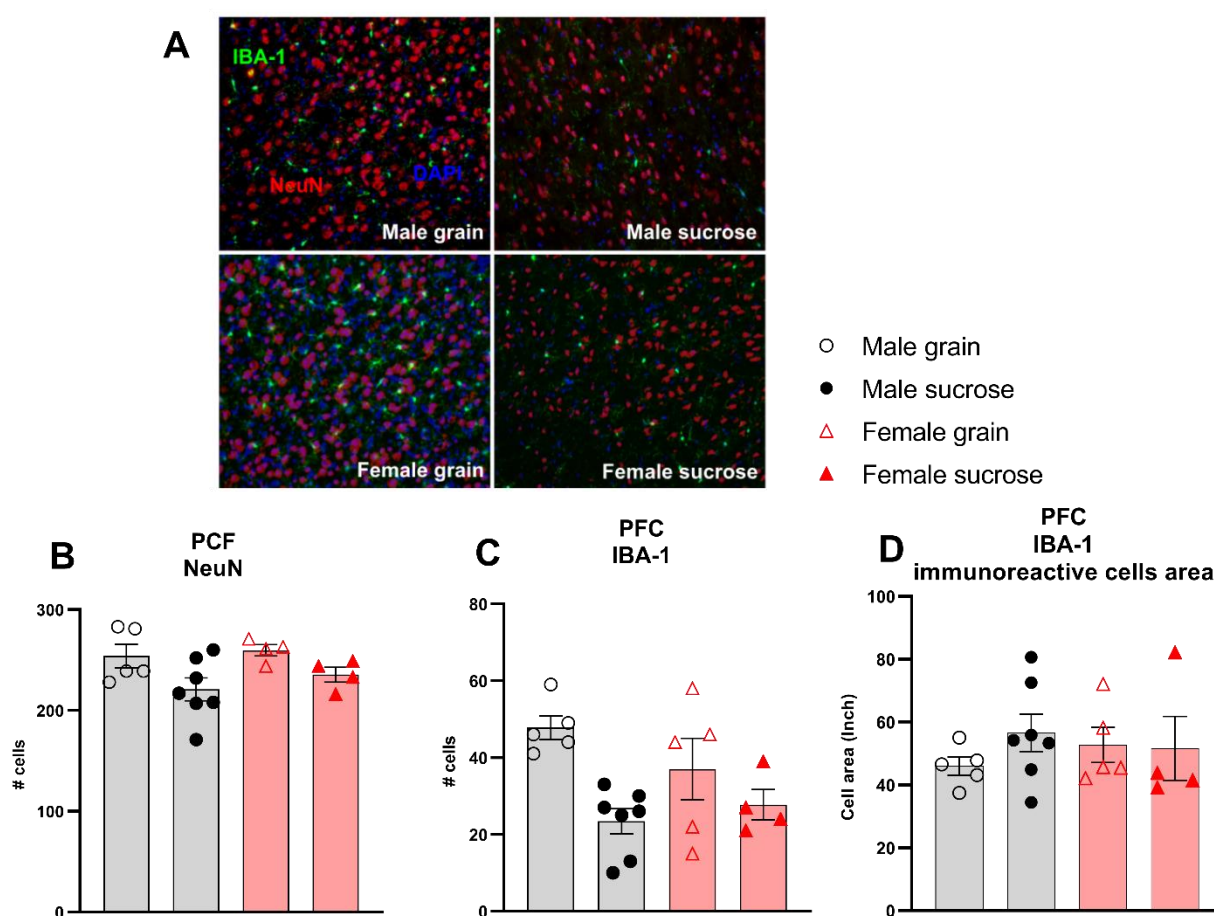 A
IBA-1
NeuN
DAPI
Male grain
Male sucrose
Female grain
Female sucrose
Male grain
Male sucrose
Female grain
Female sucrose
B
PCF
NeuN
# cells
300
200
100
0
C
PFC
IBA-1
# cells
80
60
40
20
0
D
PFC
IBA-1
immunoreactive cells area
Cell area (Inch)
100
80
60
40
20
0